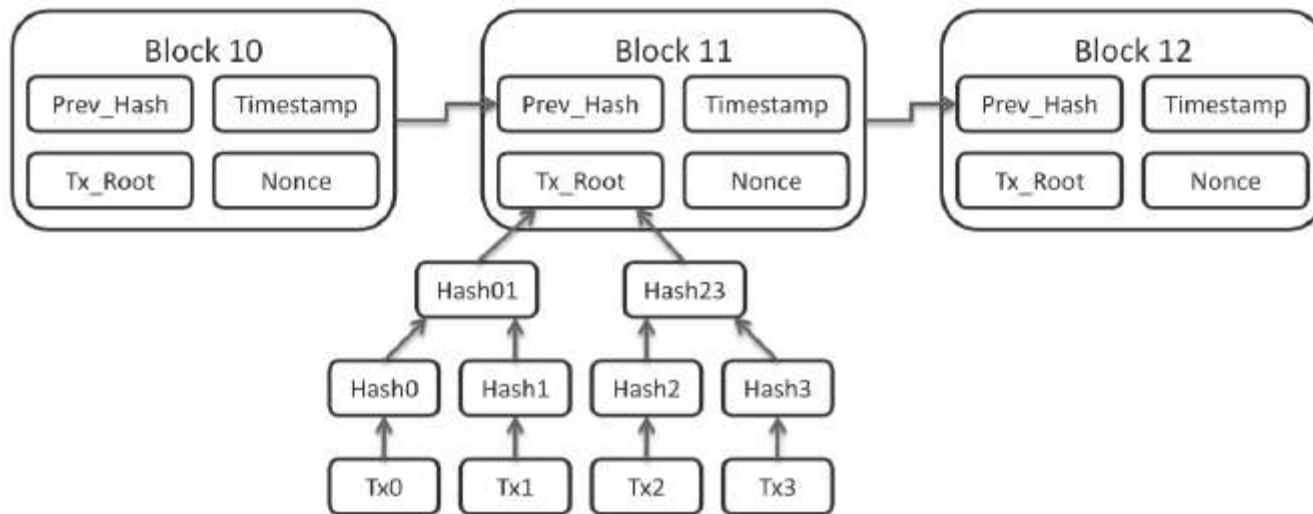 Block 10
Block 11
Block 12
Prev_Hash
Timestamp
Prev_Hash
Timestamp
Prev_Hash
Timestamp
Tx_Root
Nonce
Tx_Root
Nonce
Tx_Root
Nonce
Hash01
Hash23
Hash0
Hash1
Hash2
Hash3
Tx0
Tx1
Tx2
Tx3